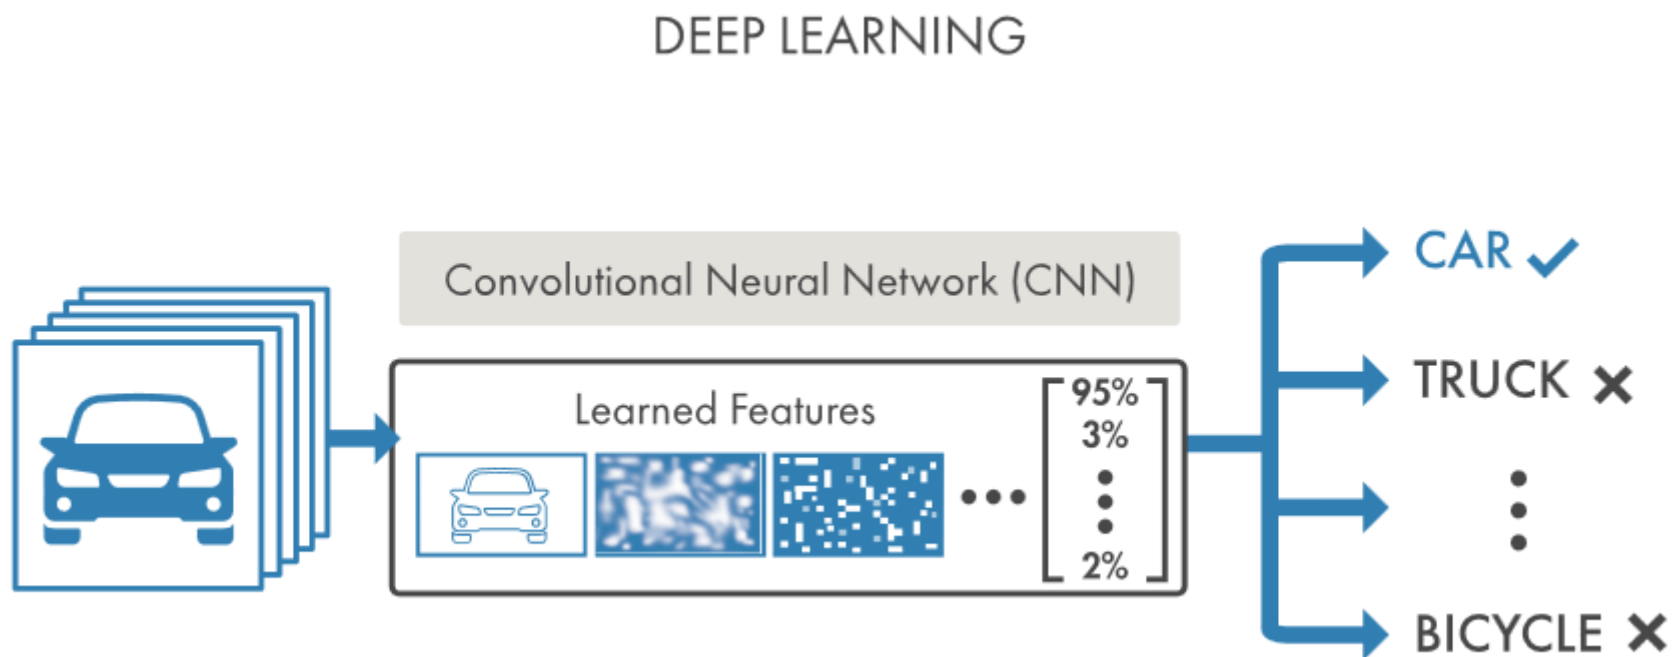 DEEP LEARNING
Convolutional Neural Network (CNN)
Learned Features
95%
3%
2%
CAR
TRUCK
BICYCLE